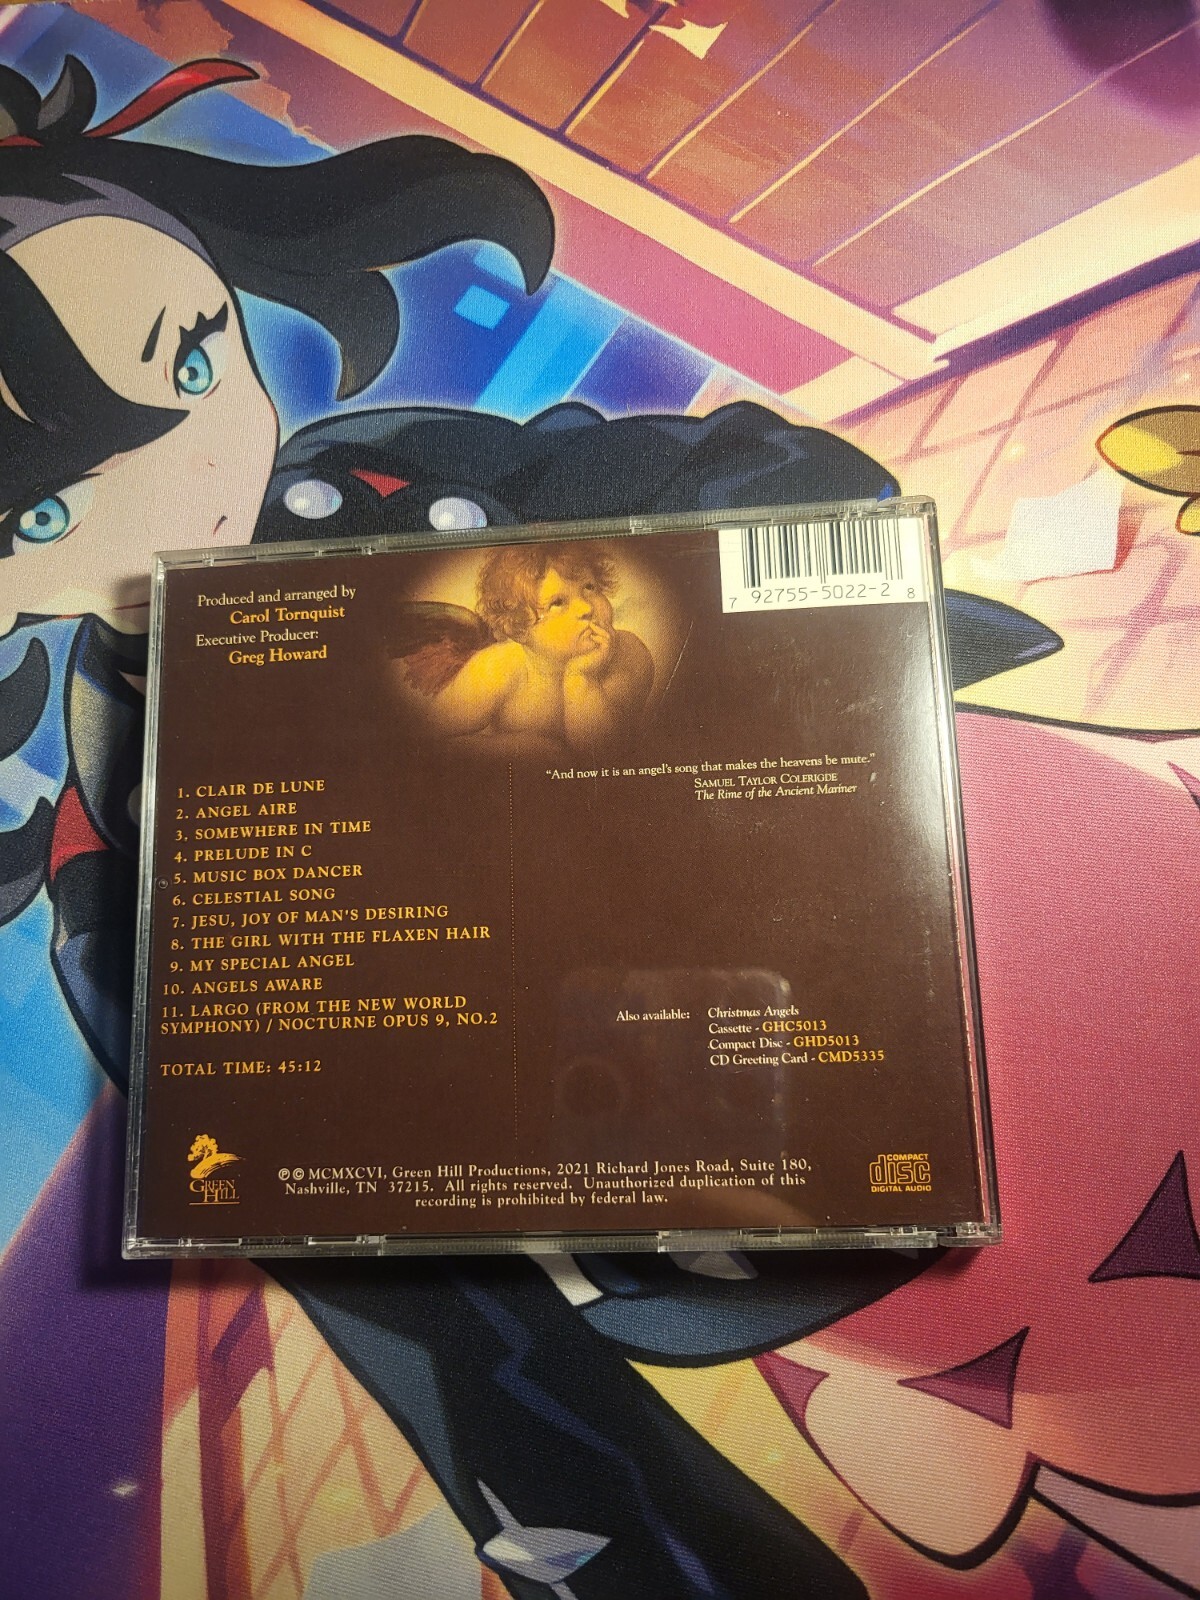 Produced and arranged by
Carol Tornquist
Executive Producer:
Greg Howard
7 92755-5022-2 8
"And now it is an angel's song that makes the heavens be mute."
SAMUEL TAYLOR COLERIGDE
The Rime of the Ancient Mariner
1. CLAIR DE LUNE
2. ANGEL AIRE
3, SOMEWHERE IN TIME
4. PRELUDE IN C
5. MUSIC BOX DANCER
6. CELESTIAL SONG
7. JESU, JOY OF MAN'S DESIRING
8. THE GIRL WITH THE FLAXEN HAIR
9. MY SPECIAL ANGEL
10. ANGELS AWARE
11. LARGO (FROM THE NEW WORLD
SYMPHONY) / NOCTURNE OPUS 9, NO.2
TOTAL TIME: 45:12
Also available: Christmas Angels
Cassette - GHC5013
Compact Disc - GHD5013
CD Greeting Card - CMD5335
GREEN
HILL
℗© MCMXCVI, Green Hill Productions, 2021 Richard Jones Road, Suite 180,
Nashville, TN 37215. All rights reserved. Unauthorized duplication of this
recording is prohibited by federal law.
COMPACT
disc
DIGITAL AUDIO